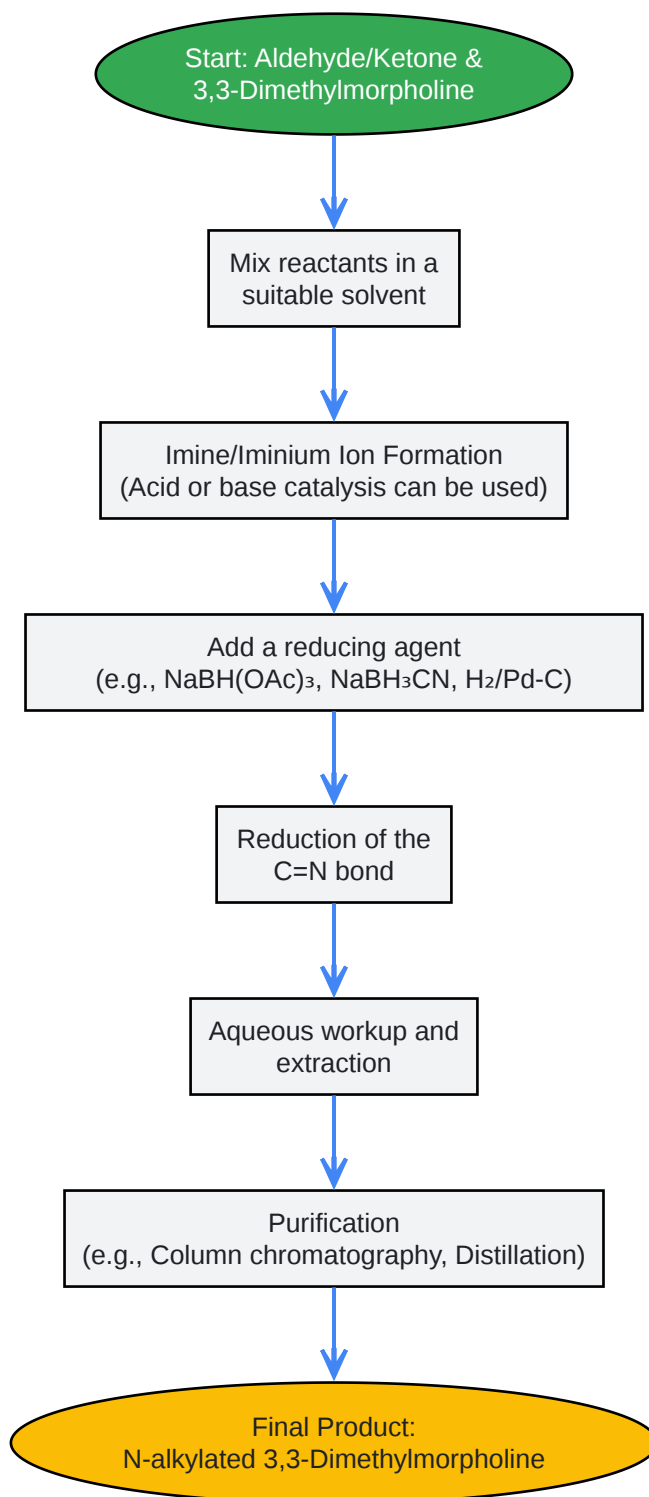 Start: Aldehyde/Ketone &
3,3-Dimethylmorpholine
Mix reactants in a
suitable solvent
Imine/Iminium Ion Formation
(Acid or base catalysis can be used)
Add a reducing agent
(e.g., NaBH(OAc)₃, NaBH₃CN, H₂/Pd-C)
Reduction of the
C=N bond
Aqueous workup and
extraction
Purification
(e.g., Column chromatography, Distillation)
Final Product:
N-alkylated 3,3-Dimethylmorpholine